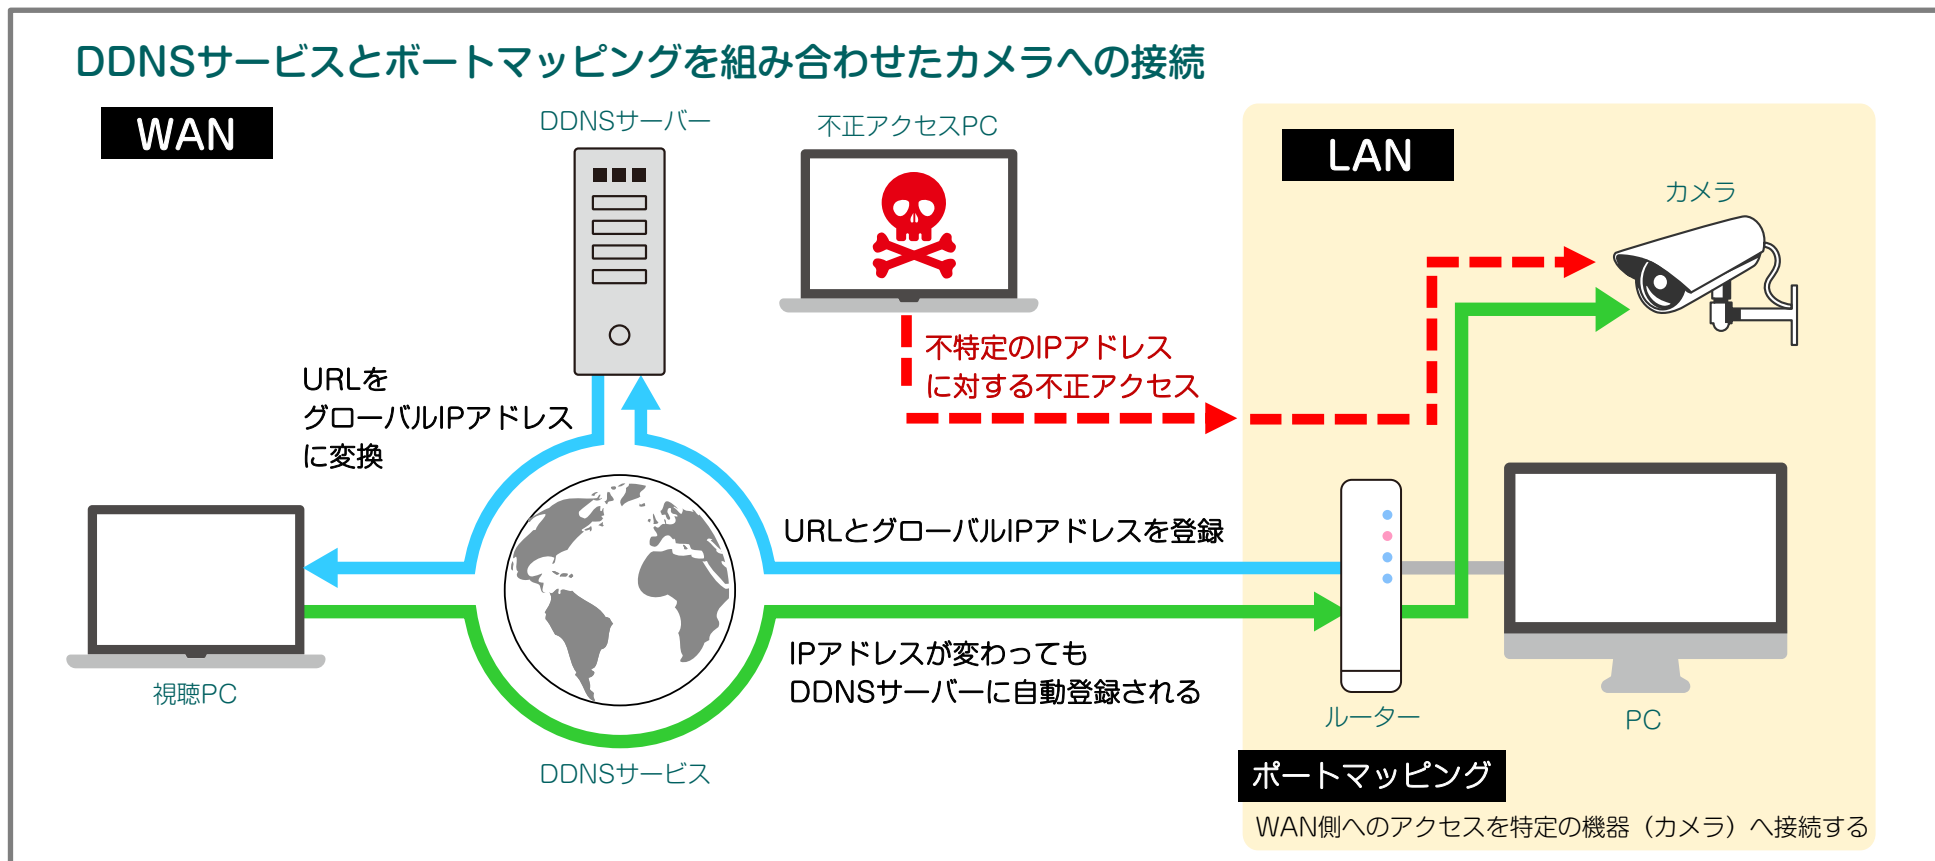 DDNSサービスとボートマッピングを組み合わせたカメラへの接続
WAN
DDNSサーバー
不正アクセスPC
LAN
カメラ
不特定のIPアドレス
に対する不正アクセス
URLを
グローバルIPアドレス
に変換
URLとグローバルIPアドレスを登録
IPアドレスが変わっても
DDNSサーバーに自動登録される
視聴PC
DDNSサービス
ルーター
PC
ポートマッピング
WAN側へのアクセスを特定の機器（カメラ）へ接続する